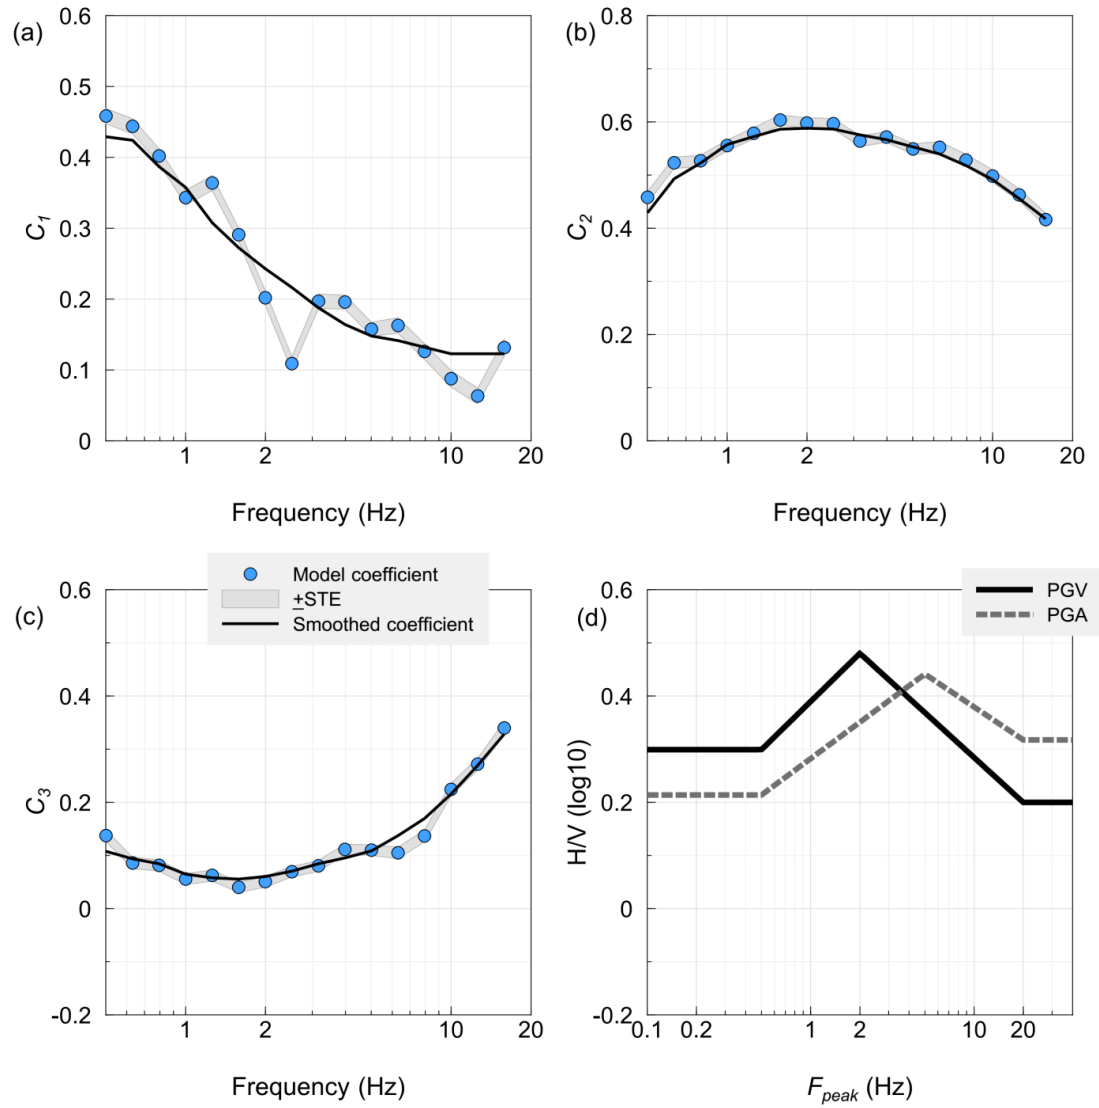 (a)
0.6
0.5
0.4
0.3
0.2
0.1
0
C1
1
2
10
20
Frequency (Hz)
(b)
0.8
0.6
0.4
0.2
0
C2
1
2
10
20
Frequency (Hz)
Model coefficient
+STE
Smoothed coefficient
(c)
0.6
0.4
0.2
0
-0.2
C3
1
2
10
20
Frequency (Hz)
PGV
PGA
(d)
0.6
0.4
0.2
0
-0.2
H/V (log10)
0.1
0.2
1
2
10
20
Fpeak (Hz)